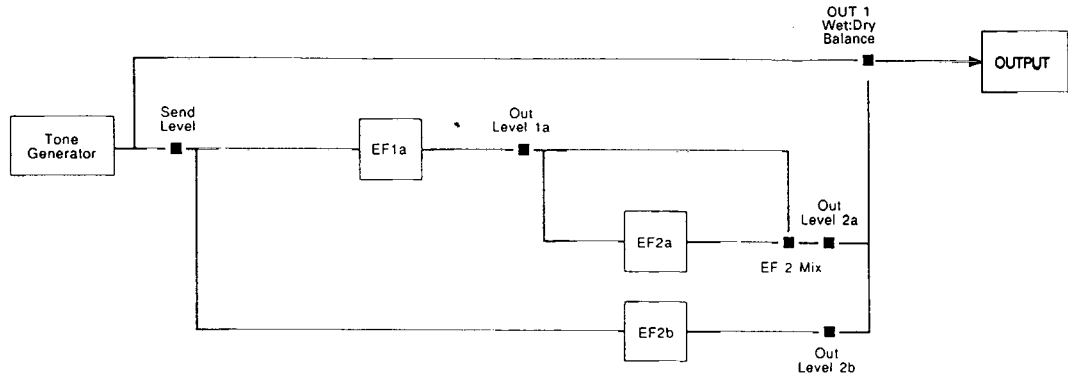 OUT 1
Wet:Dry
Balance
OUTPUT
Send
Level
Out
Level 1a
Tone
Generator
EF1a
Out
Level 2a
EF2a
EF 2 Mix
EF2b
Out
Level 2b